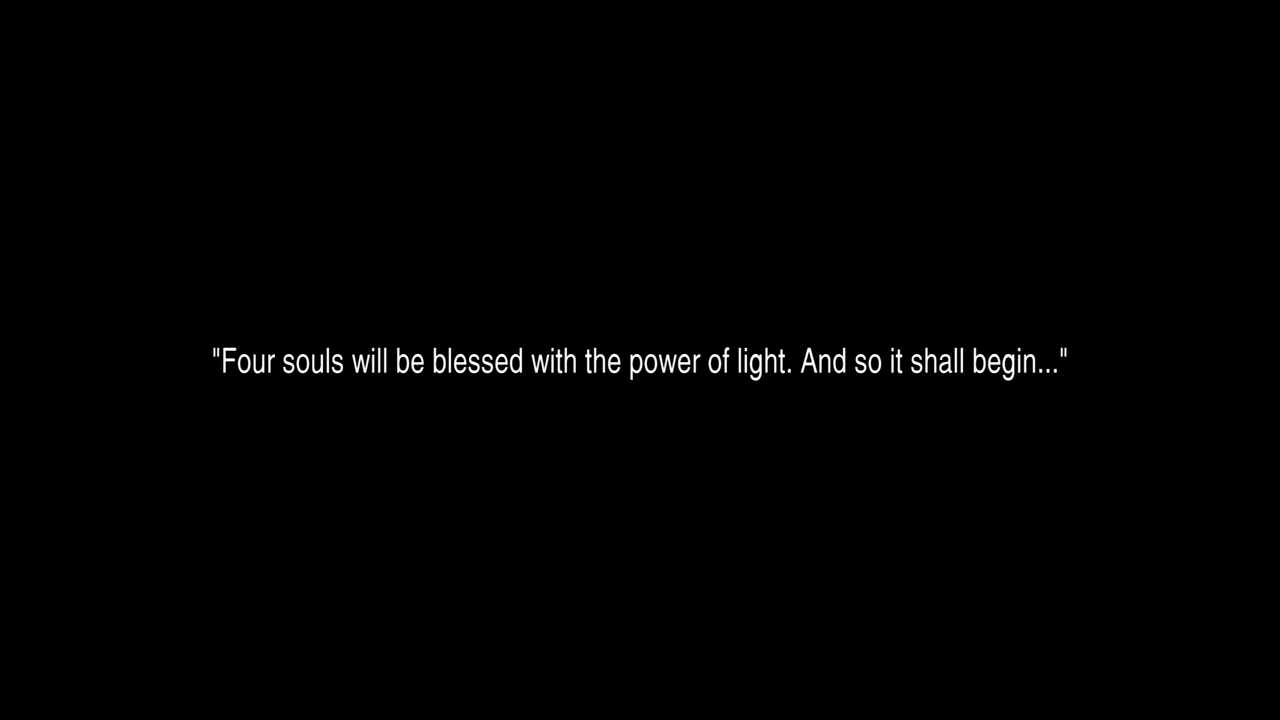 "Four souls will be blessed with the power of light. And so it shall begin..."